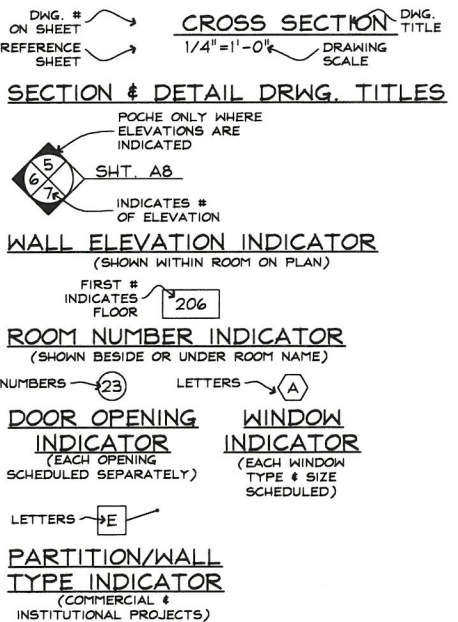 DWG. #
ON SHEET
CROSS SECTION
DWG.
TITLE
REFERENCE
SHEET
1/4"=1'-0"
DRAWING
SCALE
SECTION & DETAIL DRWG. TITLES
POCHE ONLY WHERE
ELEVATIONS ARE
INDICATED
5
6
7
SHT. A8
INDICATES #
OF ELEVATION
WALL ELEVATION INDICATOR
(SHOWN WITHIN ROOM ON PLAN)
FIRST #
INDICATES
FLOOR
206
ROOM NUMBER INDICATOR
(SHOWN BESIDE OR UNDER ROOM NAME)
NUMBERS
23
LETTERS
A
DOOR OPENING
INDICATOR
(EACH OPENING
SCHEDULED SEPARATELY)
WINDOW
INDICATOR
(EACH WINDOW
TYPE & SIZE
SCHEDULED)
LETTERS
E
PARTITION/WALL
TYPE INDICATOR
(COMMERCIAL &
INSTITUTIONAL PROJECTS)